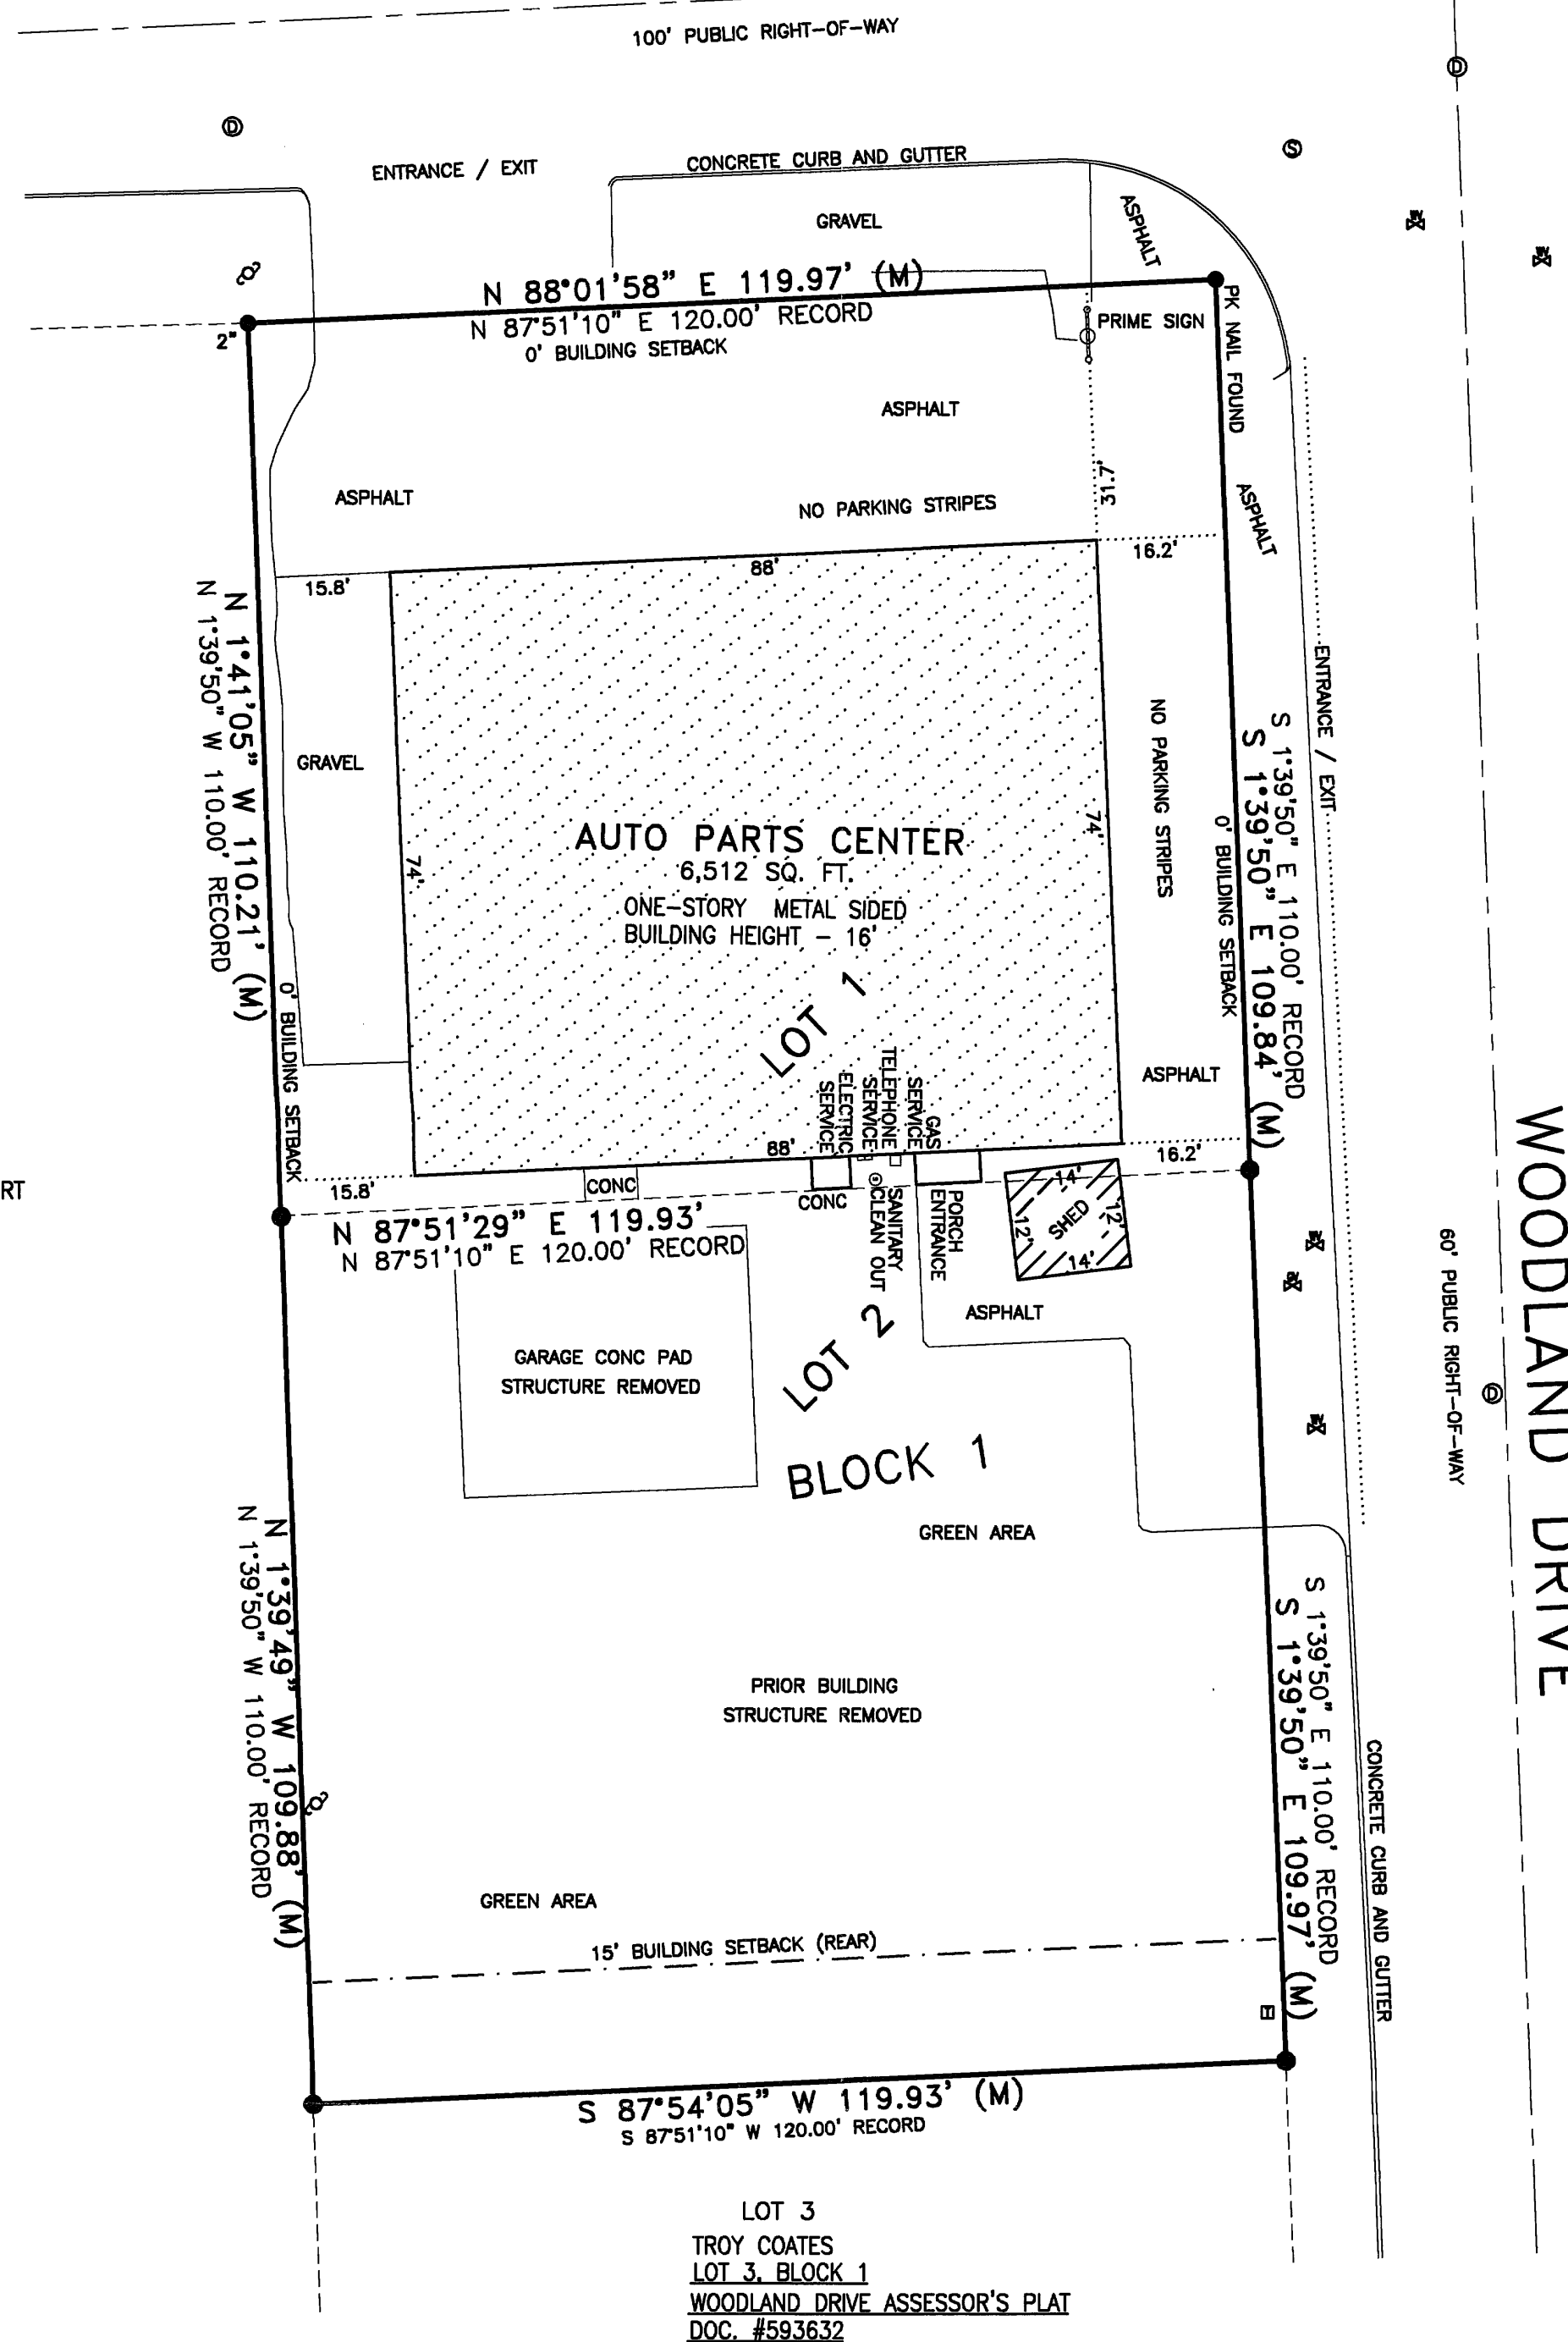 100' PUBLIC RIGHT-OF-WAY
D
S
D
ENTRANCE / EXIT
CONCRETE CURB AND GUTTER
GRAVEL
ASPHALT
N 88°01'58" E 119.97' (M)
N 87°51'10" E 120.00' RECORD
0' BUILDING SETBACK
2"
PRIME SIGN
PK NAIL FOUND
ASPHALT
ASPHALT
NO PARKING STRIPES
31.7'
ASPHALT
16.2'
15.8'
88'
N 1°41'05" W 110.21' (M)
N 1°39'50" W 110.00' RECORD
GRAVEL
74'
AUTO PARTS CENTER
6,512 SQ. FT.
ONE-STORY METAL SIDED
BUILDING HEIGHT - 16'
LOT 1
74'
NO PARKING STRIPES
0' BUILDING SETBACK
ENTRANCE / EXIT
S 1°39'50" E 110.00' RECORD
S 1°39'50" E 109.84' (M)
0' BUILDING SETBACK
ASPHALT
ELECTRIC
SERVICE
TELEPHONE
SERVICE
GAS
SERVICE
88'
16.2'
15.8'
CONC
CONC
SANITARY
CLEAN OUT
PORCH
ENTRANCE
14'
12'
SHED
12'
14'
RT
N 87°51'29" E 119.93'
N 87°51'10" E 120.00' RECORD
ASPHALT
WOODLAND DRIVE
60' PUBLIC RIGHT-OF-WAY
D
GARAGE CONC PAD
STRUCTURE REMOVED
LOT 2
BLOCK 1
GREEN AREA
N 1°39'49" W 109.88' (M)
N 1°39'50" W 110.00' RECORD
S 1°39'50" E 110.00' RECORD
S 1°39'50" E 109.97' (M)
PRIOR BUILDING
STRUCTURE REMOVED
CONCRETE CURB AND GUTTER
GREEN AREA
15' BUILDING SETBACK (REAR)
T
S 87°54'05" W 119.93' (M)
S 87°51'10" W 120.00' RECORD
LOT 3
TROY COATES
LOT 3, BLOCK 1
WOODLAND DRIVE ASSESSOR'S PLAT
DOC. #593632